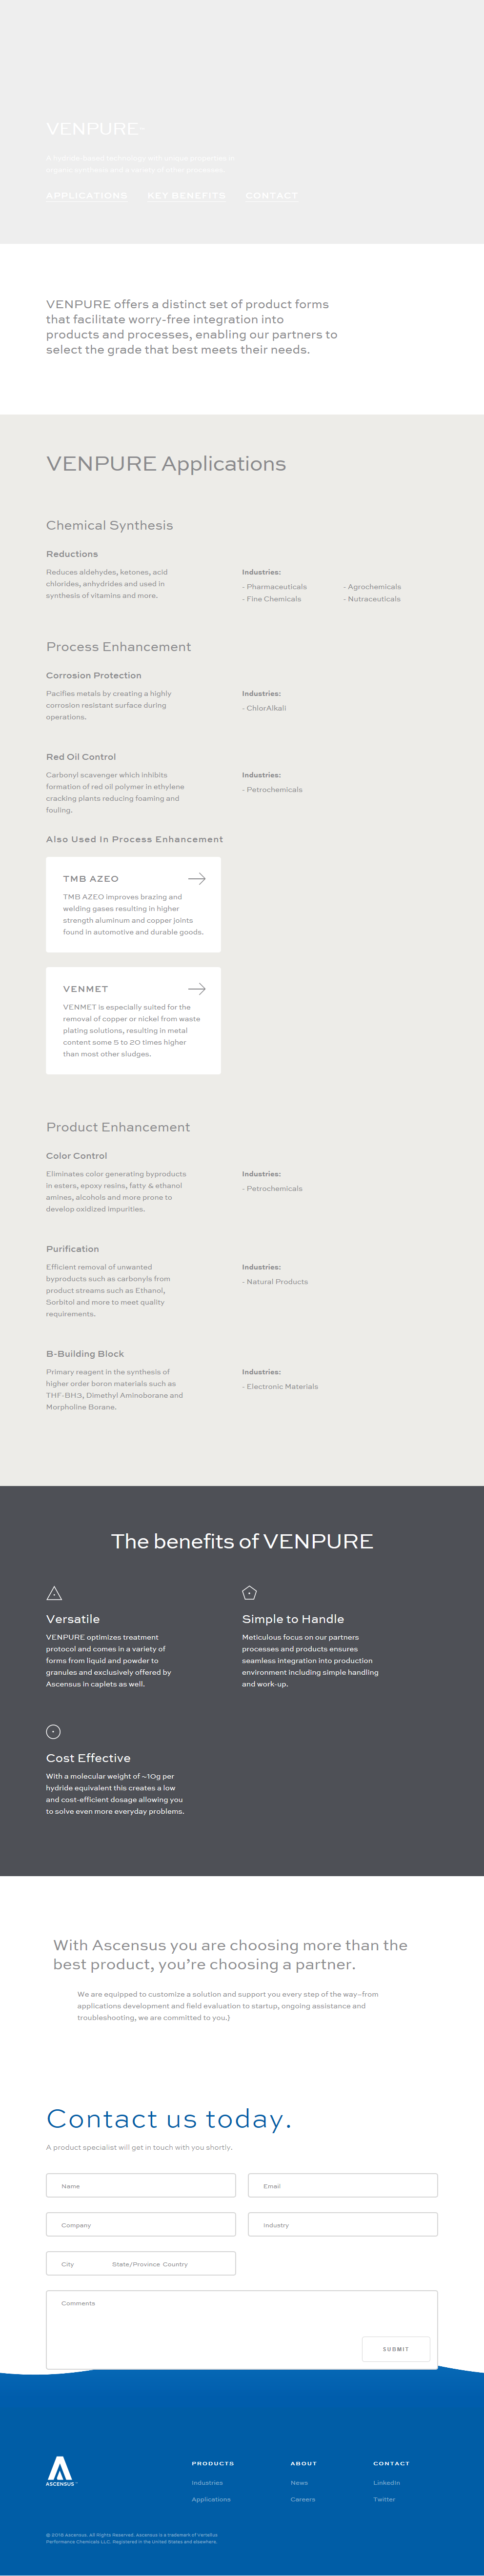 VENPURE™
A hydride-based technology with unique properties in
organic synthesis and a variety of other processes.
APPLICATIONS KEY BENEFITS CONTACT
VENPURE offers a distinct set of product forms
that facilitate worry-free integration into
products and processes, enabling our partners to
select the grade that best meets their needs.
VENPURE Applications
Chemical Synthesis
Reductions
Reduces aldehydes, ketones, acid
chlorides, anhydrides and used in
synthesis of vitamins and more.
Industries:
- Pharmaceuticals
- Fine Chemicals
- Agrochemicals
- Nutraceuticals
Process Enhancement
Corrosion Protection
Pacifies metals by creating a highly
corrosion resistant surface during
operations.
Industries:
- ChlorAlkali
Red Oil Control
Carbonyl scavenger which inhibits
formation of red oil polymer in ethylene
cracking plants reducing foaming and
fouling.
Industries:
- Petrochemicals
Also Used In Process Enhancement
TMB AZEO
TMB AZEO improves brazing and
welding gases resulting in higher
strength aluminum and copper joints
found in automotive and durable goods.
VENMET
VENMET is especially suited for the
removal of copper or nickel from waste
plating solutions, resulting in metal
content some 5 to 20 times higher
than most other sludges.
Product Enhancement
Color Control
Eliminates color generating byproducts
in esters, epoxy resins, fatty & ethanol
amines, alcohols and more prone to
develop oxidized impurities.
Industries:
- Petrochemicals
Purification
Efficient removal of unwanted
byproducts such as carbonyls from
product streams such as Ethanol,
Sorbitol and more to meet quality
requirements.
Industries:
- Natural Products
B-Building Block
Primary reagent in the synthesis of
higher order boron materials such as
THF-BH3, Dimethyl Aminoborane and
Morpholine Borane.
Industries:
- Electronic Materials
The benefits of VENPURE
Versatile
VENPURE optimizes treatment
protocol and comes in a variety of
forms from liquid and powder to
granules and exclusively offered by
Ascensus in caplets as well.
Simple to Handle
Meticulous focus on our partners
processes and products ensures
seamless integration into production
environment including simple handling
and work-up.
Cost Effective
With a molecular weight of ~10g per
hydride equivalent this creates a low
and cost-efficient dosage allowing you
to solve even more everyday problems.
With Ascensus you are choosing more than the
best product, you're choosing a partner.
We are equipped to customize a solution and support you every step of the way–from
applications development and field evaluation to startup, ongoing assistance and
troubleshooting, we are committed to you.}
Contact us today.
A product specialist will get in touch with you shortly.
Name
Email
Company
Industry
City State/Province Country
Comments
SUBMIT
ASCENSUS™
PRODUCTS
Industries
Applications
ABOUT
News
Careers
CONTACT
LinkedIn
Twitter
© 2018 Ascensus. All Rights Reserved. Ascensus is a trademark of Vertellus
Performance Chemicals LLC. Registered in the United States and elsewhere.